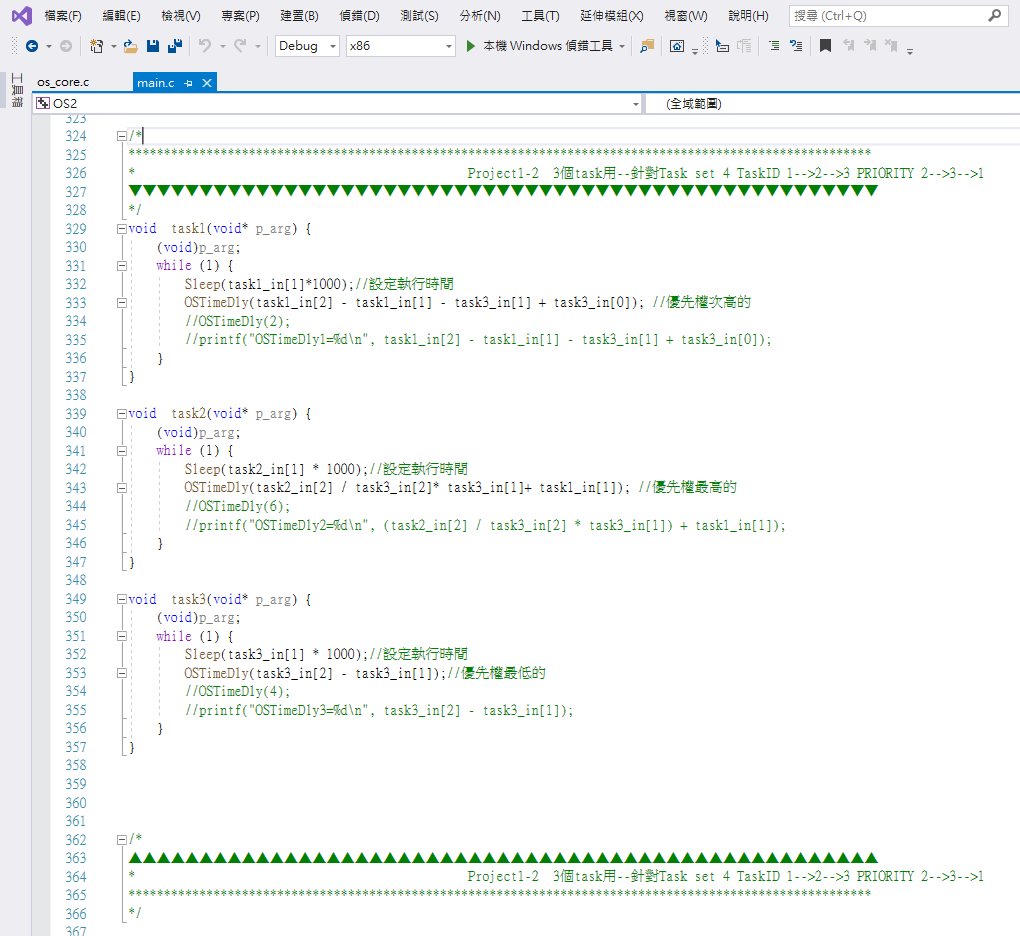 檔案(F) 編輯(E) 檢視(V) 專案(P) 建置(B) 偵錯(D) 測試(S) 分析(N) 工具(T) 延伸模組(X) 視窗(W) 說明(H) 搜尋 (Ctrl+Q)
Debug x86 本機 Windows 偵錯工具
工具箱
os_core.c main.c
OS2 (全域範圍)
323
324 /*
325 *********************************************************************************************************
326 * Project1-2 3個task用--針對Task set 4 TaskID 1-->2-->3 PRIORITY 2-->3-->1
327 ▼▼▼▼▼▼▼▼▼▼▼▼▼▼▼▼▼▼▼▼▼▼▼▼▼▼▼▼▼▼▼▼▼▼▼▼▼▼▼▼▼▼▼▼▼▼▼▼▼▼▼▼▼
328 */
329 void task1(void* p_arg) {
330 (void)p_arg;
331 while (1) {
332 Sleep(task1_in[1]*1000);//設定執行時間
333 OSTimeDly(task1_in[2] - task1_in[1] - task3_in[1] + task3_in[0]); //優先權次高的
334 //OSTimeDly(2);
335 //printf("OSTimeDly1=%d\n", task1_in[2] - task1_in[1] - task3_in[1] + task3_in[0]);
336 }
337 }
338
339 void task2(void* p_arg) {
340 (void)p_arg;
341 while (1) {
342 Sleep(task2_in[1] * 1000);//設定執行時間
343 OSTimeDly(task2_in[2] / task3_in[2]* task3_in[1]+ task1_in[1]); //優先權最高的
344 //OSTimeDly(6);
345 //printf("OSTimeDly2=%d\n", (task2_in[2] / task3_in[2] * task3_in[1]) + task1_in[1]);
346 }
347 }
348
349 void task3(void* p_arg) {
350 (void)p_arg;
351 while (1) {
352 Sleep(task3_in[1] * 1000);//設定執行時間
353 OSTimeDly(task3_in[2] - task3_in[1]);//優先權最低的
354 //OSTimeDly(4);
355 //printf("OSTimeDly3=%d\n", task3_in[2] - task3_in[1]);
356 }
357 }
358
359
360
361
362 /*
363 ▲▲▲▲▲▲▲▲▲▲▲▲▲▲▲▲▲▲▲▲▲▲▲▲▲▲▲▲▲▲▲▲▲▲▲▲▲▲▲▲▲▲▲▲▲▲▲▲▲▲▲▲▲
364 * Project1-2 3個task用--針對Task set 4 TaskID 1-->2-->3 PRIORITY 2-->3-->1
365 *********************************************************************************************************
366 */
367